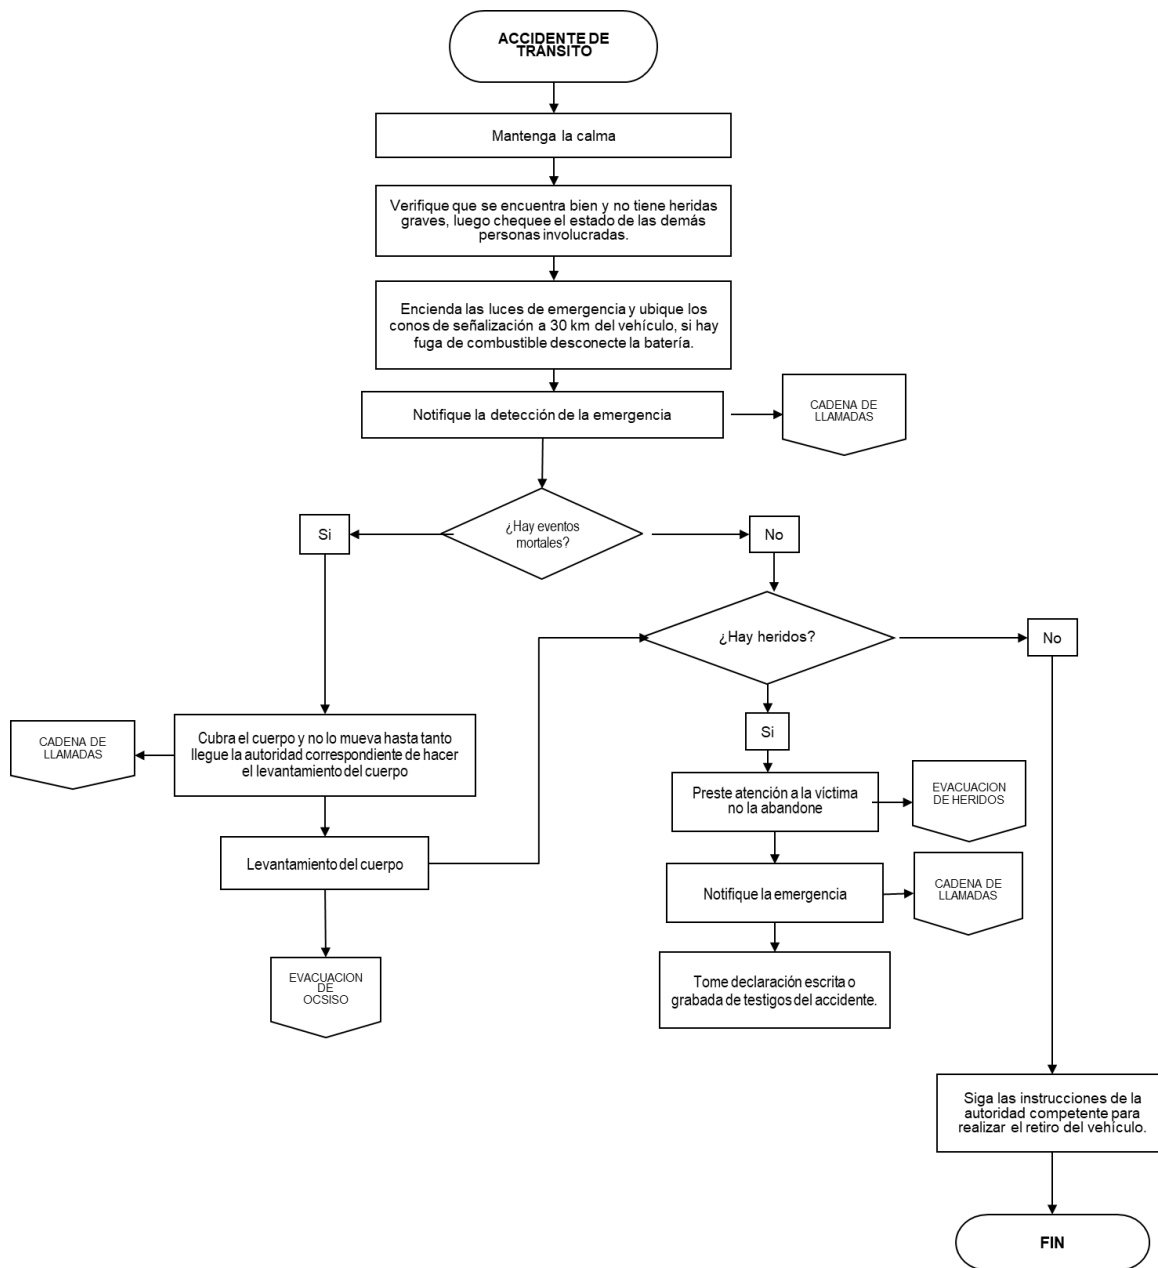 ACCIDENTE DE
TRÁNSITO
Mantenga la calma
Verifique que se encuentra bien y no tiene heridas
graves, luego chequee el estado de las demás
personas involucradas.
Encienda las luces de emergencia y ubique los
conos de señalización a 30 km del vehículo, si hay
fuga de combustible desconecte la batería.
Notifique la detección de la emergencia
CADENA DE
LLAMADAS
¿Hay eventos
mortales?
Si
No
¿Hay heridos?
No
Si
Cubra el cuerpo y no lo mueva hasta tanto
llegue la autoridad correspondiente de hacer
el levantamiento del cuerpo
CADENA DE
LLAMADAS
Preste atención a la víctima
no la abandone
EVACUACION
DE HERIDOS
Levantamiento del cuerpo
Notifique la emergencia
CADENA DE
LLAMADAS
EVACUACION
DE
OCSISO
Tome declaración escrita o
grabada de testigos del accidente.
Siga las instrucciones de la
autoridad competente para
realizar el retiro del vehículo.
FIN